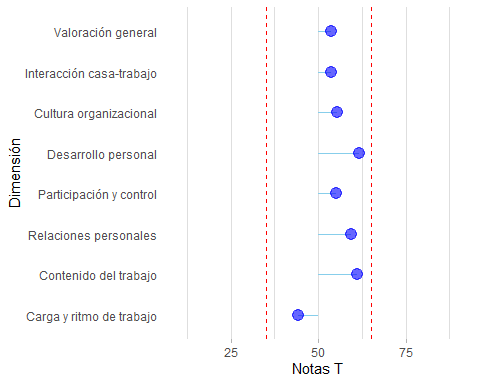 Valoración general
Interacción casa-trabajo
Cultura organizacional
Desarrollo personal
Participación y control
Relaciones personales
Contenido del trabajo
Carga y ritmo de trabajo
Dimensión
25 50 75
Notas T